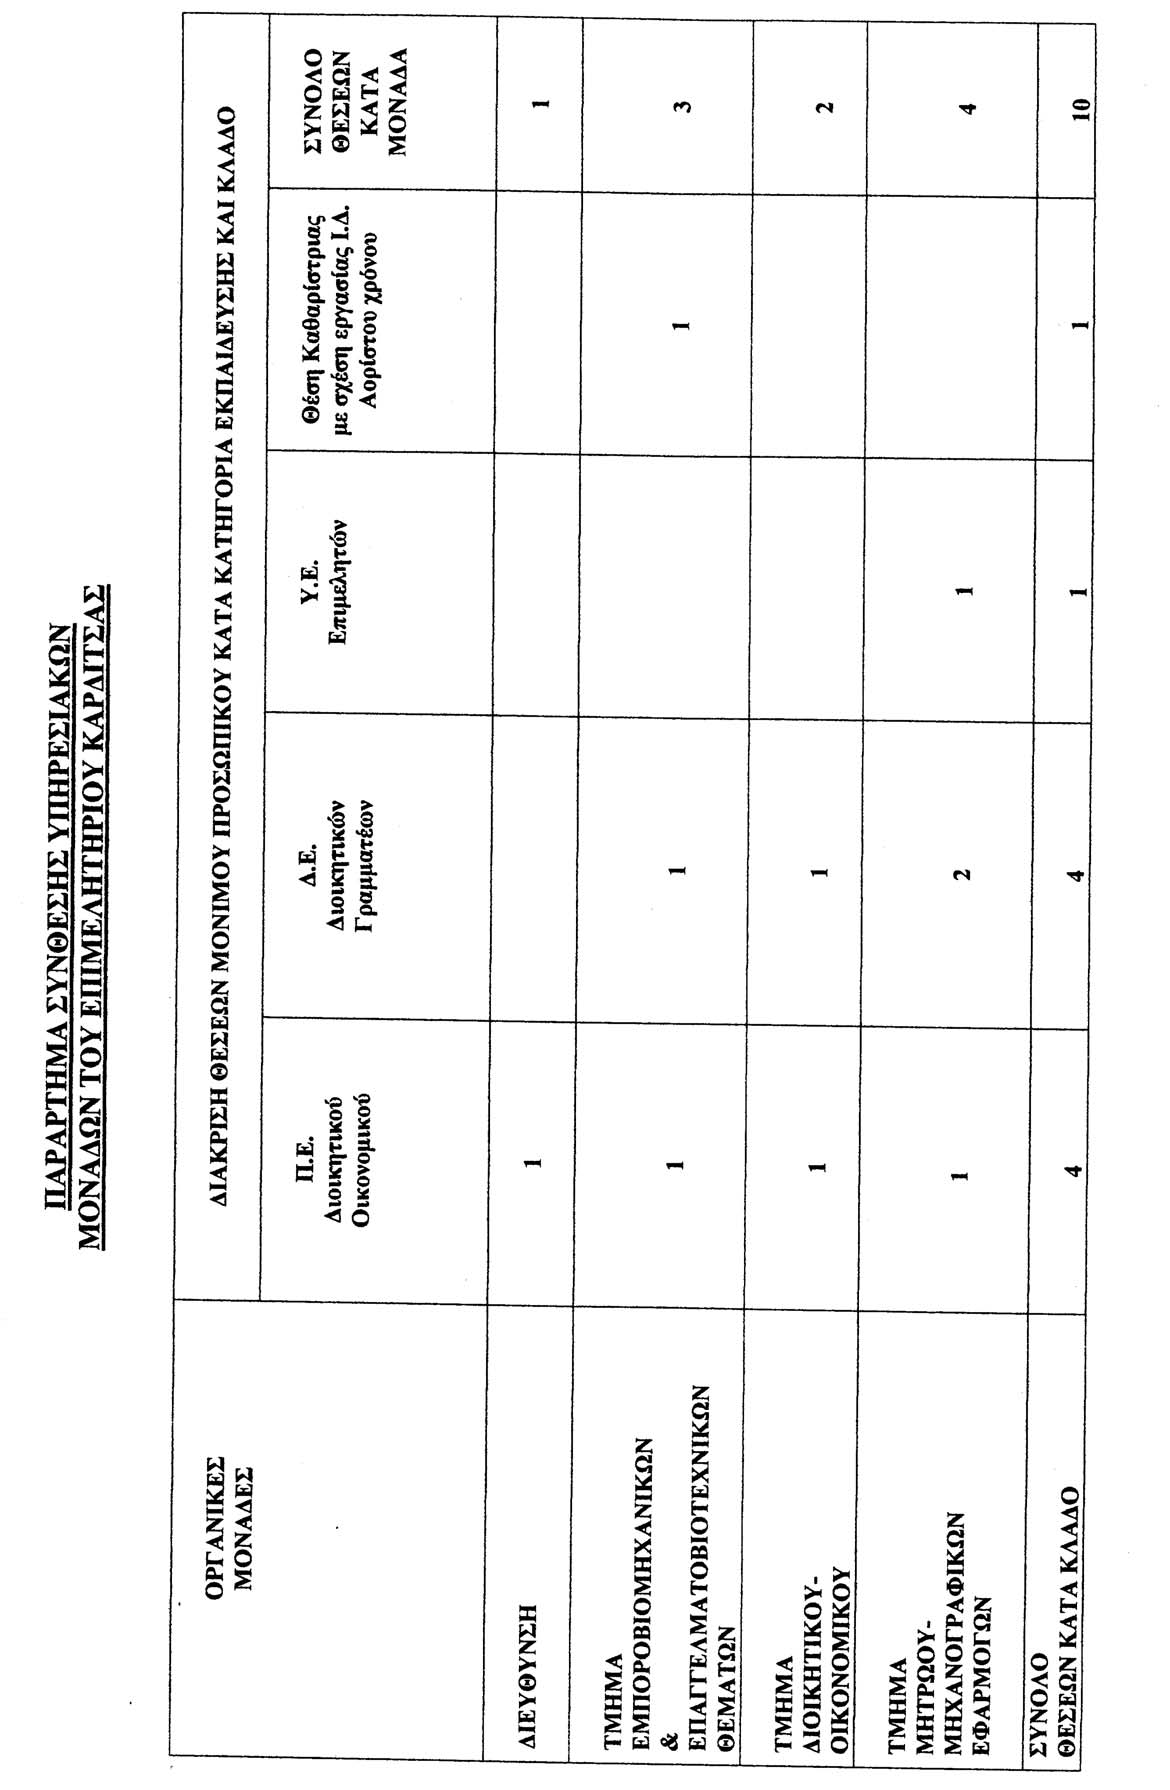 ΠΑΡΑΡΤΗΜΑ ΣΥΝΘΕΣΗΣ ΥΠΗΡΕΣΙΑΚΩΝ
ΜΟΝΑΔΩΝ ΤΟΥ ΕΠΙΜΕΛΗΤΗΡΙΟΥ ΚΑΡΔΙΤΣΑΣ
ΟΡΓΑΝΙΚΕΣ
ΜΟΝΑΔΕΣ
ΔΙΑΚΡΙΣΗ ΘΕΣΕΩΝ ΜΟΝΙΜΟΥ ΠΡΟΣΩΠΙΚΟΥ ΚΑΤΑ ΚΑΤΗΓΟΡΙΑ ΕΚΠΑΙΔΕΥΣΗΣ ΚΑΙ ΚΛΑΔΟ
Π.Ε.
Διοικητικού
Οικονομικού
Δ.Ε.
Διοικητικών
Γραμματέων
Υ.Ε.
Επιμελητών
Θέση Καθαρίστριας
με σχέση εργασίας Ι.Δ.
Αορίστου χρόνου
ΣΥΝΟΛΟ
ΘΕΣΕΩΝ
ΚΑΤΑ
ΜΟΝΑΔΑ
ΔΙΕΥΘΥΝΣΗ 1 1
ΤΜΗΜΑ
ΕΜΠΟΡΟΒΙΟΜΗΧΑΝΙΚΩΝ
&
ΕΠΑΓΓΕΛΜΑΤΟΒΙΟΤΕΧΝΙΚΩΝ
ΘΕΜΑΤΩΝ
1 1 1 3
ΤΜΗΜΑ
ΔΙΟΙΚΗΤΙΚΟΥ-
ΟΙΚΟΝΟΜΙΚΟΥ
1 1 2
ΤΜΗΜΑ
ΜΗΤΡΩΟΥ-
ΜΗΧΑΝΟΓΡΑΦΙΚΩΝ
ΕΦΑΡΜΟΓΩΝ
1 2 1 4
ΣΥΝΟΛΟ
ΘΕΣΕΩΝ ΚΑΤΑ ΚΛΑΔΟ
4 4 1 1 10